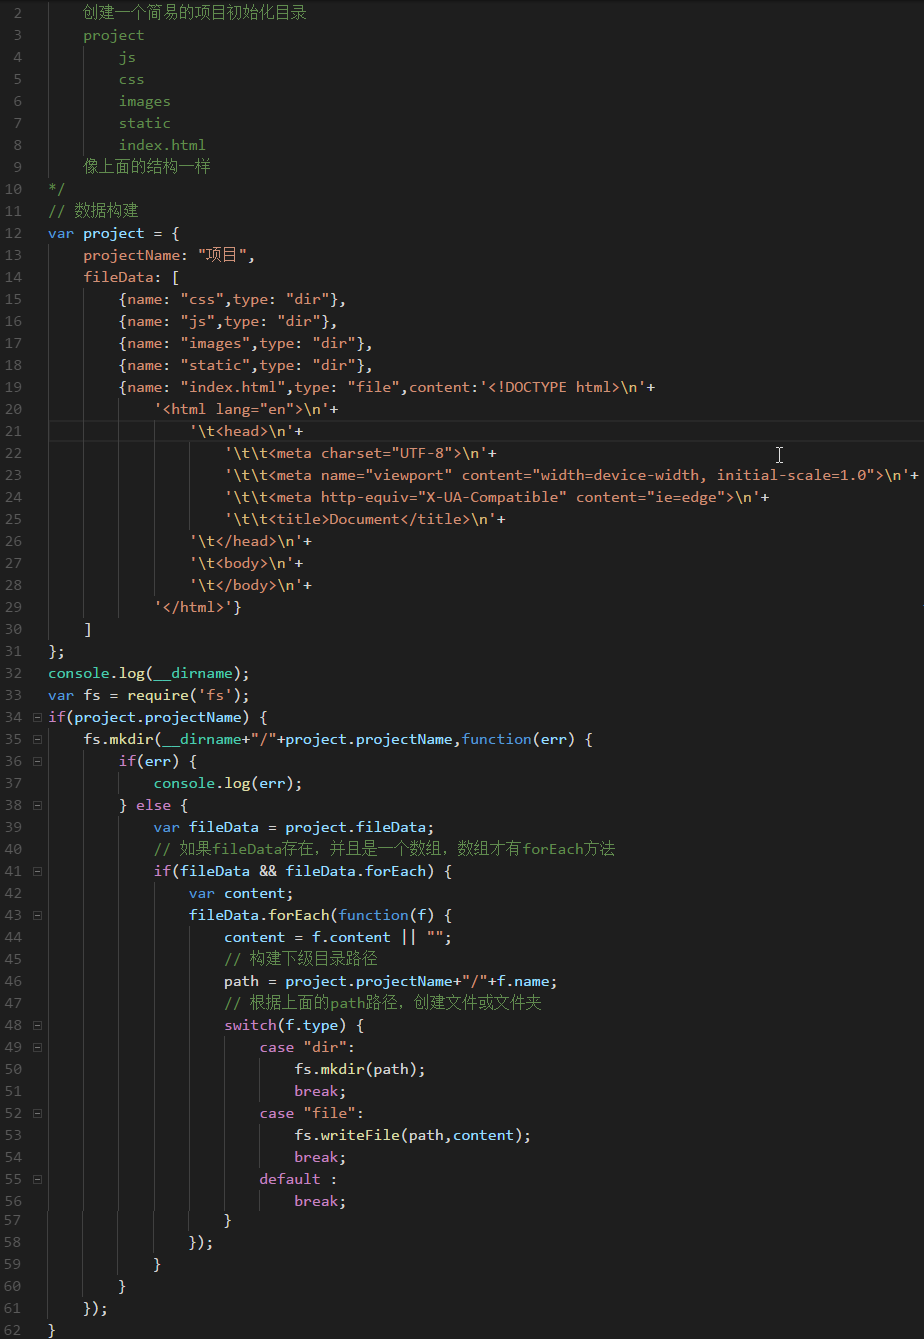 2 创建一个简易的项目初始化目录
3 project
4 js
5 css
6 images
7 static
8 index.html
9 像上面的结构一样
10 */
11 // 数据构建
12 var project = {
13 projectName: "项目",
14 fileData: [
15 {name: "css",type: "dir"},
16 {name: "js",type: "dir"},
17 {name: "images",type: "dir"},
18 {name: "static",type: "dir"},
19 {name: "index.html",type: "file",content:'<!DOCTYPE html>\n'+
20 '<html lang="en">\n'+
21 '\t<head>\n'+
22 '\t\t<meta charset="UTF-8">\n'+
23 '\t\t<meta name="viewport" content="width=device-width, initial-scale=1.0">\n'+
24 '\t\t<meta http-equiv="X-UA-Compatible" content="ie=edge">\n'+
25 '\t\t<title>Document</title>\n'+
26 '\t</head>\n'+
27 '\t<body>\n'+
28 '\t</body>\n'+
29 '</html>'}
30 ]
31 };
32 console.log(__dirname);
33 var fs = require('fs');
34 if(project.projectName) {
35 fs.mkdir(__dirname+"/"+project.projectName,function(err) {
36 if(err) {
37 console.log(err);
38 } else {
39 var fileData = project.fileData;
40 // 如果fileData存在，并且是一个数组，数组才有forEach方法
41 if(fileData && fileData.forEach) {
42 var content;
43 fileData.forEach(function(f) {
44 content = f.content || "";
45 // 构建下级目录路径
46 path = project.projectName+"/"+f.name;
47 // 根据上面的path路径，创建文件或文件夹
48 switch(f.type) {
49 case "dir":
50 fs.mkdir(path);
51 break;
52 case "file":
53 fs.writeFile(path,content);
54 break;
55 default :
56 break;
57 }
58 });
59 }
60 }
61 });
62 }